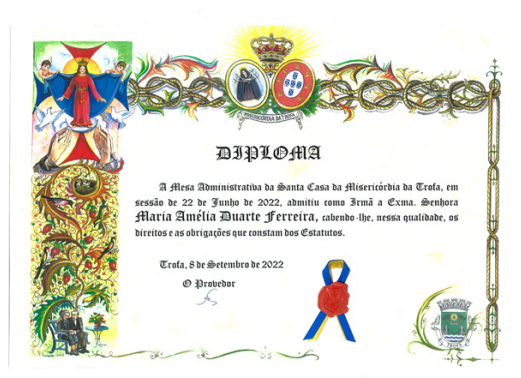 MISERICÓRDIA DA TROFA
DIPLOMA
A Mesa Administrativa da Santa Casa da Misericórdia da Trofa, em
sessão de 22 de Junho de 2022, admitiu como Irmã a Exma. Senhora
Maria Amélia Duarte Ferreira, cabendo-lhe, nessa qualidade, os
direitos e as obrigações que constam dos Estatutos.
Trofa, 8 de Setembro de 2022
O Provedor
TROFA